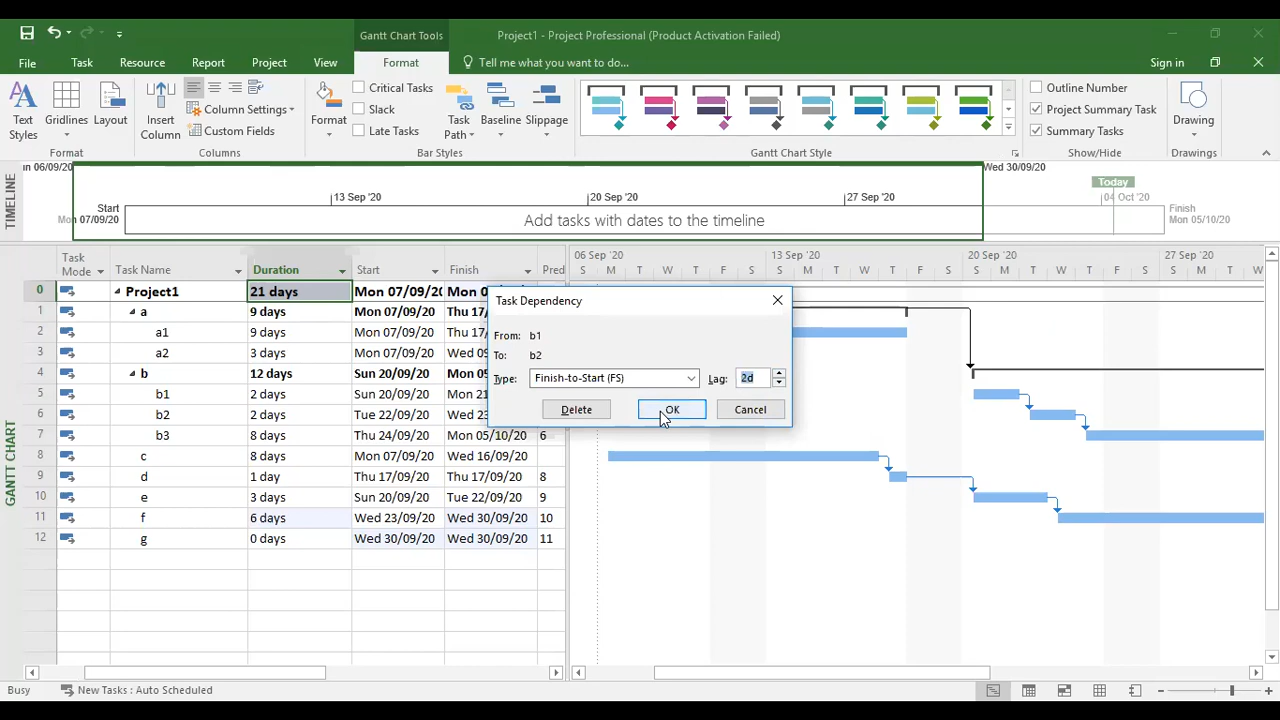 Gantt Chart Tools
Project1 - Project Professional (Product Activation Failed)
File Task Resource Report Project View Format Tell me what you want to do... Sign in
Text Styles
Gridlines
Layout
Format
Insert Column
Column Settings
Custom Fields
Columns
Format
Critical Tasks
Slack
Late Tasks
Task Path
Baseline
Slippage
Bar Styles
Gantt Chart Style
Outline Number
Project Summary Task
Summary Tasks
Show/Hide
Drawing
Drawings
TIMELINE
n 06/09/20
Wed 30/09/20
Today
13 Sep '20 20 Sep '20 27 Sep '20 04 Oct '20
Start
Mon 07/09/20
Add tasks with dates to the timeline
Finish
Mon 05/10/20
GANTT CHART
Task Mode Task Name Duration Start Finish Pred
06 Sep '20 13 Sep '20 20 Sep '20 27 Sep '20
S M T W T F S S M T W T F S S M T W T F S S M T W
0 Project1 21 days Mon 07/09/20 Mon 0
1 a 9 days Mon 07/09/20 Thu 17
2 a1 9 days Mon 07/09/20 Thu 17
3 a2 3 days Mon 07/09/20 Wed 09
4 b 12 days Sun 20/09/20 Mon 05
5 b1 2 days Sun 20/09/20 Mon 21
6 b2 2 days Tue 22/09/20 Wed 23
7 b3 8 days Thu 24/09/20 Mon 05/10/20 6
8 c 8 days Mon 07/09/20 Wed 16/09/20
9 d 1 day Thu 17/09/20 Thu 17/09/20 8
10 e 3 days Sun 20/09/20 Tue 22/09/20 9
11 f 6 days Wed 23/09/20 Wed 30/09/20 10
12 g 0 days Wed 30/09/20 Wed 30/09/20 11
Task Dependency
From: b1
To: b2
Type: Finish-to-Start (FS) Lag: 2d
Delete OK Cancel
Busy New Tasks : Auto Scheduled